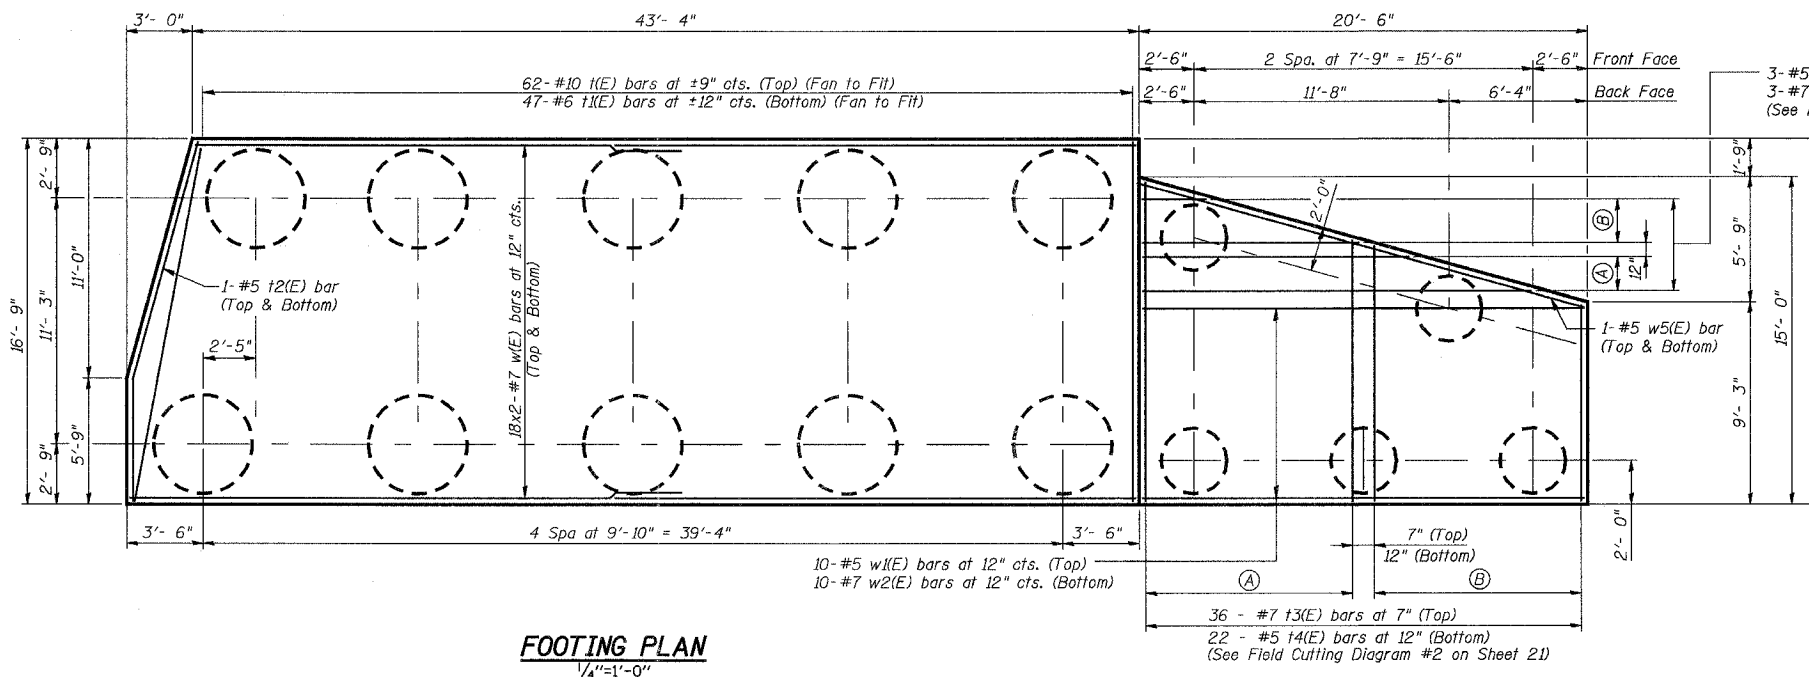 3'- 0"
43'- 4"
20'- 6"
2'-6"
2 Spa. at 7'-9" = 15'-6"
2'-6"
Front Face
62- #10 t(E) bars at ±9" cts. (Top) (Fan to Fit)
47- #6 t1(E) bars at ±12" cts. (Bottom) (Fan to Fit)
2'-6"
11'-8"
6'-4"
Back Face
3- #5
3- #7
(See
16'- 9"
2'- 9"
11'- 3"
2'- 9"
11'-0"
5'-9"
1- #5 t2(E) bar
(Top & Bottom)
2'-5"
18x2- #7 w(E) bars at 12" cts.
(Top & Bottom)
2'-0"
B
A
12"
1'-9"
5'- 9"
9'- 3"
15'- 0"
1- #5 w5(E) bar
(Top & Bottom)
2'- 0"
3'- 6"
4 Spa at 9'-10" = 39'-4"
3'- 6"
7" (Top)
12" (Bottom)
10- #5 w1(E) bars at 12" cts. (Top)
10- #7 w2(E) bars at 12" cts. (Bottom)
A
B
36 - #7 t3(E) bars at 7" (Top)
22 - #5 t4(E) bars at 12" (Bottom)
(See Field Cutting Diagram #2 on Sheet 21)
FOOTING PLAN
1/4"=1'-0"